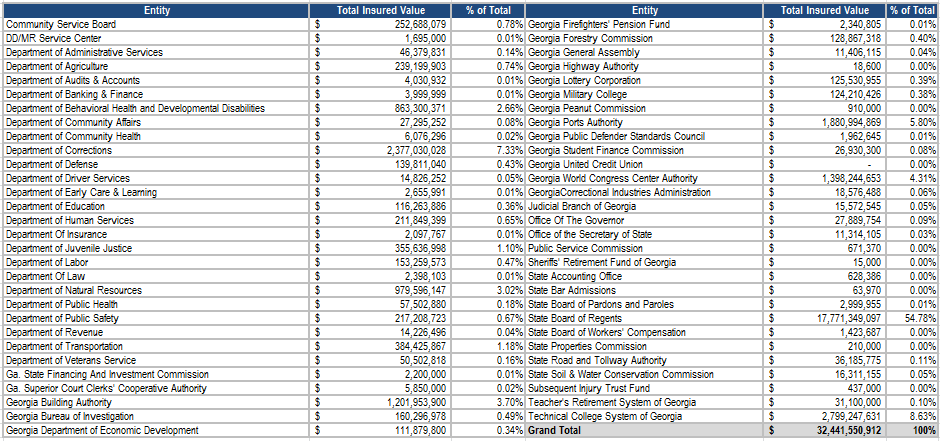 Entity Total Insured Value % of Total Entity Total Insured Value % of Total
Community Service Board $ 252,688,079 0.78% Georgia Firefighters' Pension Fund $ 2,340,805 0.01%
DD/MR Service Center $ 1,695,000 0.01% Georgia Forestry Commission $ 128,867,318 0.40%
Department of Administrative Services $ 46,379,831 0.14% Georgia General Assembly $ 11,406,115 0.04%
Department of Agriculture $ 239,199,903 0.74% Georgia Highway Authority $ 18,600 0.00%
Department of Audits & Accounts $ 4,030,932 0.01% Georgia Lottery Corporation $ 125,530,955 0.39%
Department of Banking & Finance $ 3,999,999 0.01% Georgia Military College $ 124,210,426 0.38%
Department of Behavioral Health and Developmental Disabilities $ 863,300,371 2.66% Georgia Peanut Commission $ 910,000 0.00%
Department of Community Affairs $ 27,295,252 0.08% Georgia Ports Authority $ 1,880,994,869 5.80%
Department of Community Health $ 6,076,296 0.02% Georgia Public Defender Standards Council $ 1,962,645 0.01%
Department of Corrections $ 2,377,030,028 7.33% Georgia Student Finance Commission $ 26,930,300 0.08%
Department of Defense $ 139,811,040 0.43% Georgia United Credit Union $ - 0.00%
Department of Driver Services $ 14,826,252 0.05% Georgia World Congress Center Authority $ 1,398,244,653 4.31%
Department of Early Care & Learning $ 2,655,991 0.01% GeorgiaCorrectional Industries Administration $ 18,576,488 0.06%
Department of Education $ 116,263,886 0.36% Judicial Branch of Georgia $ 15,572,545 0.05%
Department of Human Services $ 211,849,399 0.65% Office Of The Governor $ 27,889,754 0.09%
Department Of Insurance $ 2,097,767 0.01% Office of the Secretary of State $ 11,314,105 0.03%
Department of Juvenile Justice $ 355,636,998 1.10% Public Service Commission $ 671,370 0.00%
Department of Labor $ 153,259,573 0.47% Sheriffs' Retirement Fund of Georgia $ 15,000 0.00%
Department Of Law $ 2,398,103 0.01% State Accounting Office $ 628,386 0.00%
Department of Natural Resources $ 979,596,147 3.02% State Bar Admissions $ 63,970 0.00%
Department of Public Health $ 57,502,880 0.18% State Board of Pardons and Paroles $ 2,999,955 0.01%
Department of Public Safety $ 217,208,723 0.67% State Board of Regents $ 17,771,349,097 54.78%
Department of Revenue $ 14,226,496 0.04% State Board of Workers' Compensation $ 1,423,687 0.00%
Department of Transportation $ 384,425,867 1.18% State Properties Commission $ 210,000 0.00%
Department of Veterans Service $ 50,502,818 0.16% State Road and Tollway Authority $ 36,185,775 0.11%
Ga. State Financing And Investment Commission $ 2,200,000 0.01% State Soil & Water Conservation Commission $ 16,311,155 0.05%
Ga. Superior Court Clerks' Cooperative Authority $ 5,850,000 0.02% Subsequent Injury Trust Fund $ 437,000 0.00%
Georgia Building Authority $ 1,201,953,900 3.70% Teacher's Retirement System of Georgia $ 31,100,000 0.10%
Georgia Bureau of Investigation $ 160,296,978 0.49% Technical College System of Georgia $ 2,799,247,631 8.63%
Georgia Department of Economic Development $ 111,879,800 0.34% Grand Total $ 32,441,550,912 100%